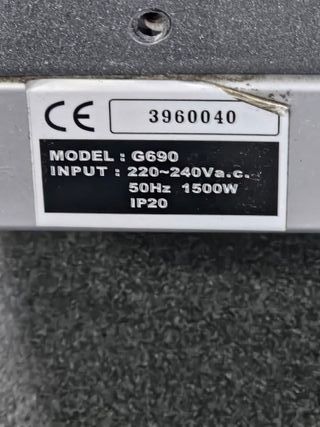 CE 3960040
MODEL : G690
INPUT : 220~240Va.c.
50Hz 1500W
IP20